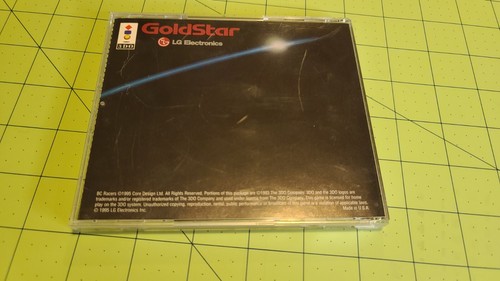 GoldStar
3DO
LG LG Electronics
BC Racers ©1995 Core Design Ltd. All Rights Reserved. Portions of this package are ©1993 The 3DO Company. 3DO and the 3DO logos are
trademarks and/or registered trademarks of The 3DO Company and used under license from The 3DO Company. This game is licensed for home
play on the 3DO system. Unauthorized copying, reproduction, rental, public performance or broadcast of this game is a violation of applicable laws.
© 1995 LG Electronics Inc.
Made in U.S.A.